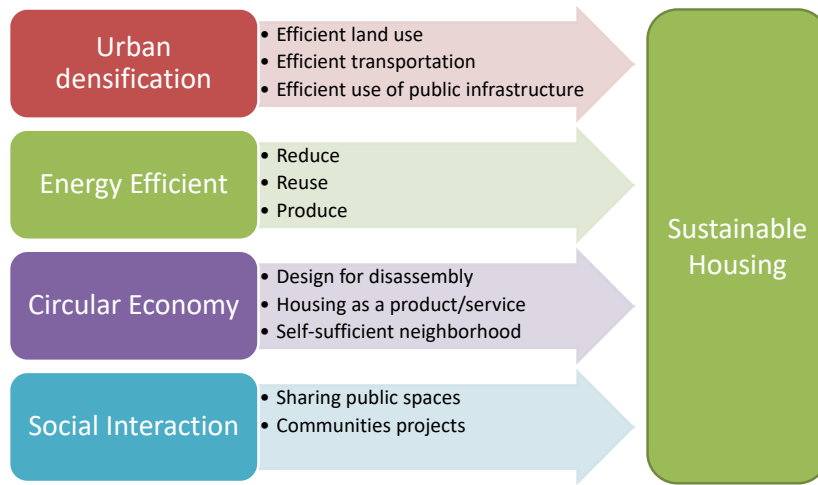 Urban
densification
• Efficient land use
• Efficient transportation
• Efficient use of public infrastructure
Energy Efficient
• Reduce
• Reuse
• Produce
Circular Economy
• Design for disassembly
• Housing as a product/service
• Self-sufficient neighborhood
Social Interaction
• Sharing public spaces
• Communities projects
Sustainable
Housing